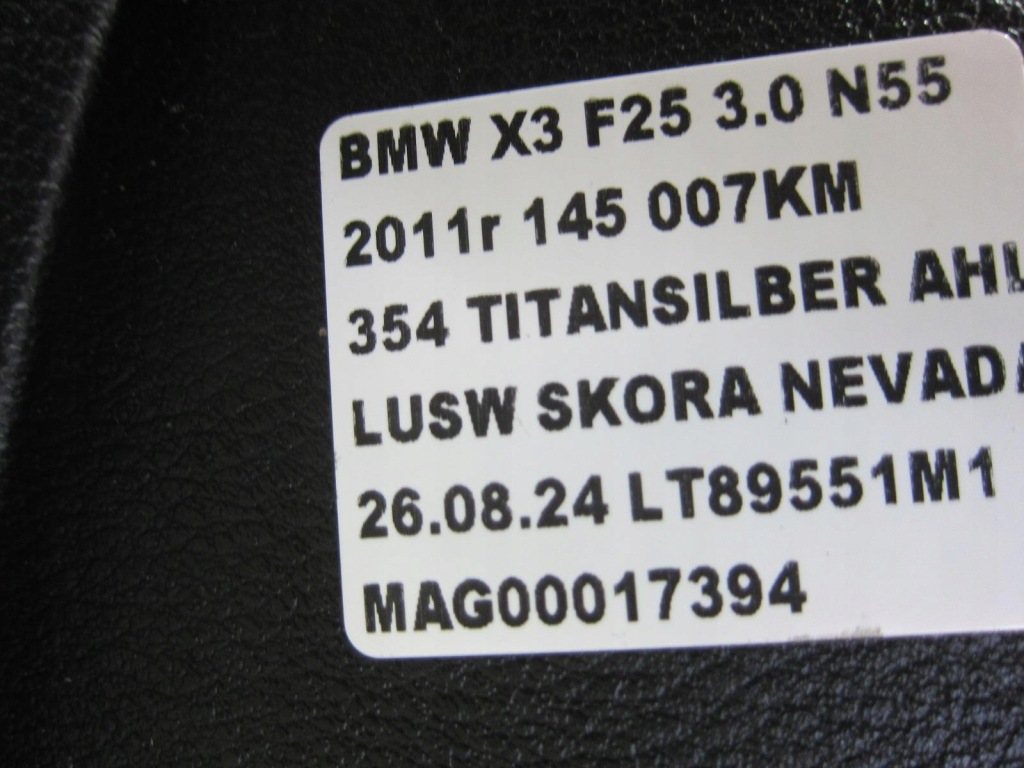 BMW X3 F25 3.0 N55
2011r 145 007KM
354 TITANSILBER AHL
LUSW SKORA NEVADA
26.08.24 LT89551M1
MAG00017394